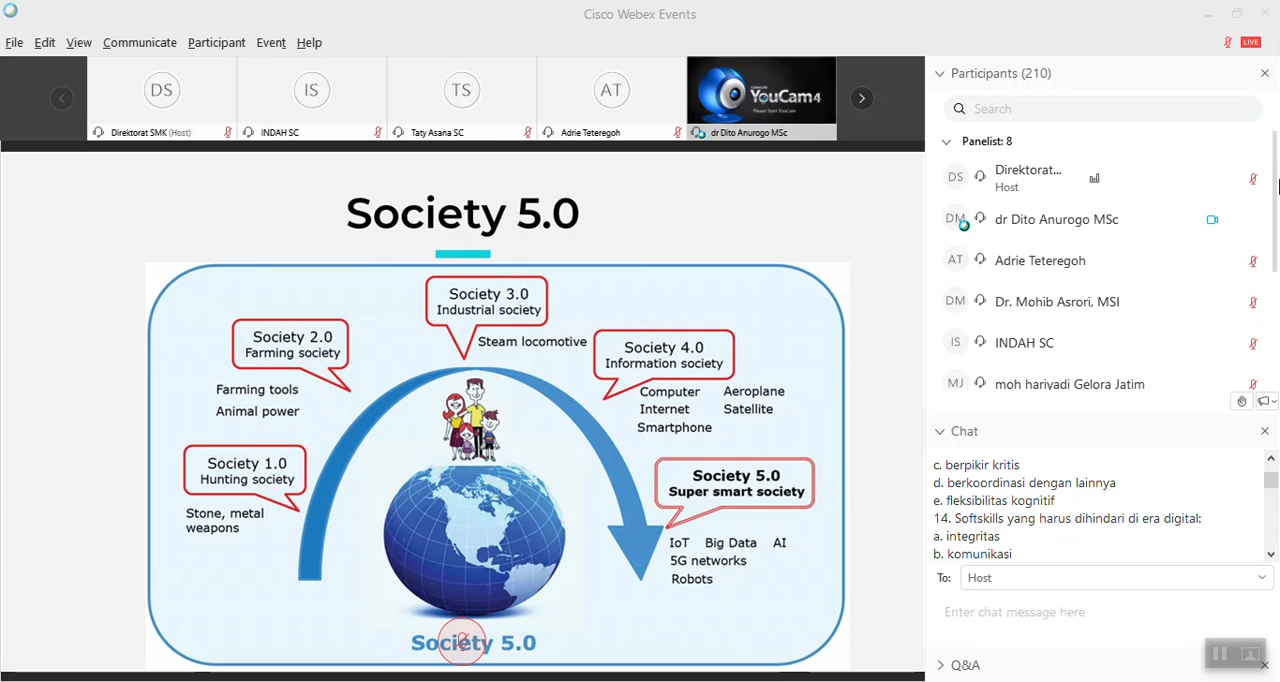 Cisco Webex Events
File Edit View Communicate Participant Event Help
LIVE
DS
Direktorat SMK (Host)
IS
INDAH SC
TS
Taty Asana SC
AT
Adrie Teteregoh
YouCam4
Please Start YouCam
dr Dito Anurogo MSc
Society 5.0
Society 3.0
Industrial society
Steam locomotive
Society 2.0
Farming society
Farming tools
Animal power
Society 4.0
Information society
Computer Aeroplane
Internet Satellite
Smartphone
Society 1.0
Hunting society
Stone, metal
weapons
Society 5.0
Super smart society
IoT Big Data AI
5G networks
Robots
Society 5.0
Participants (210)
Search
Panelist: 8
DS Direktorat...
Host
DM dr Dito Anurogo MSc
AT Adrie Teteregoh
DM Dr. Mohib Asrori, MSI
IS INDAH SC
MJ moh hariyadi Gelora Jatim
Chat
c. berpikir kritis
d. berkoordinasi dengan lainnya
e. fleksibilitas kognitif
14. Softskills yang harus dihindari di era digital:
a. integritas
b. komunikasi
To: Host
Enter chat message here
Q&A